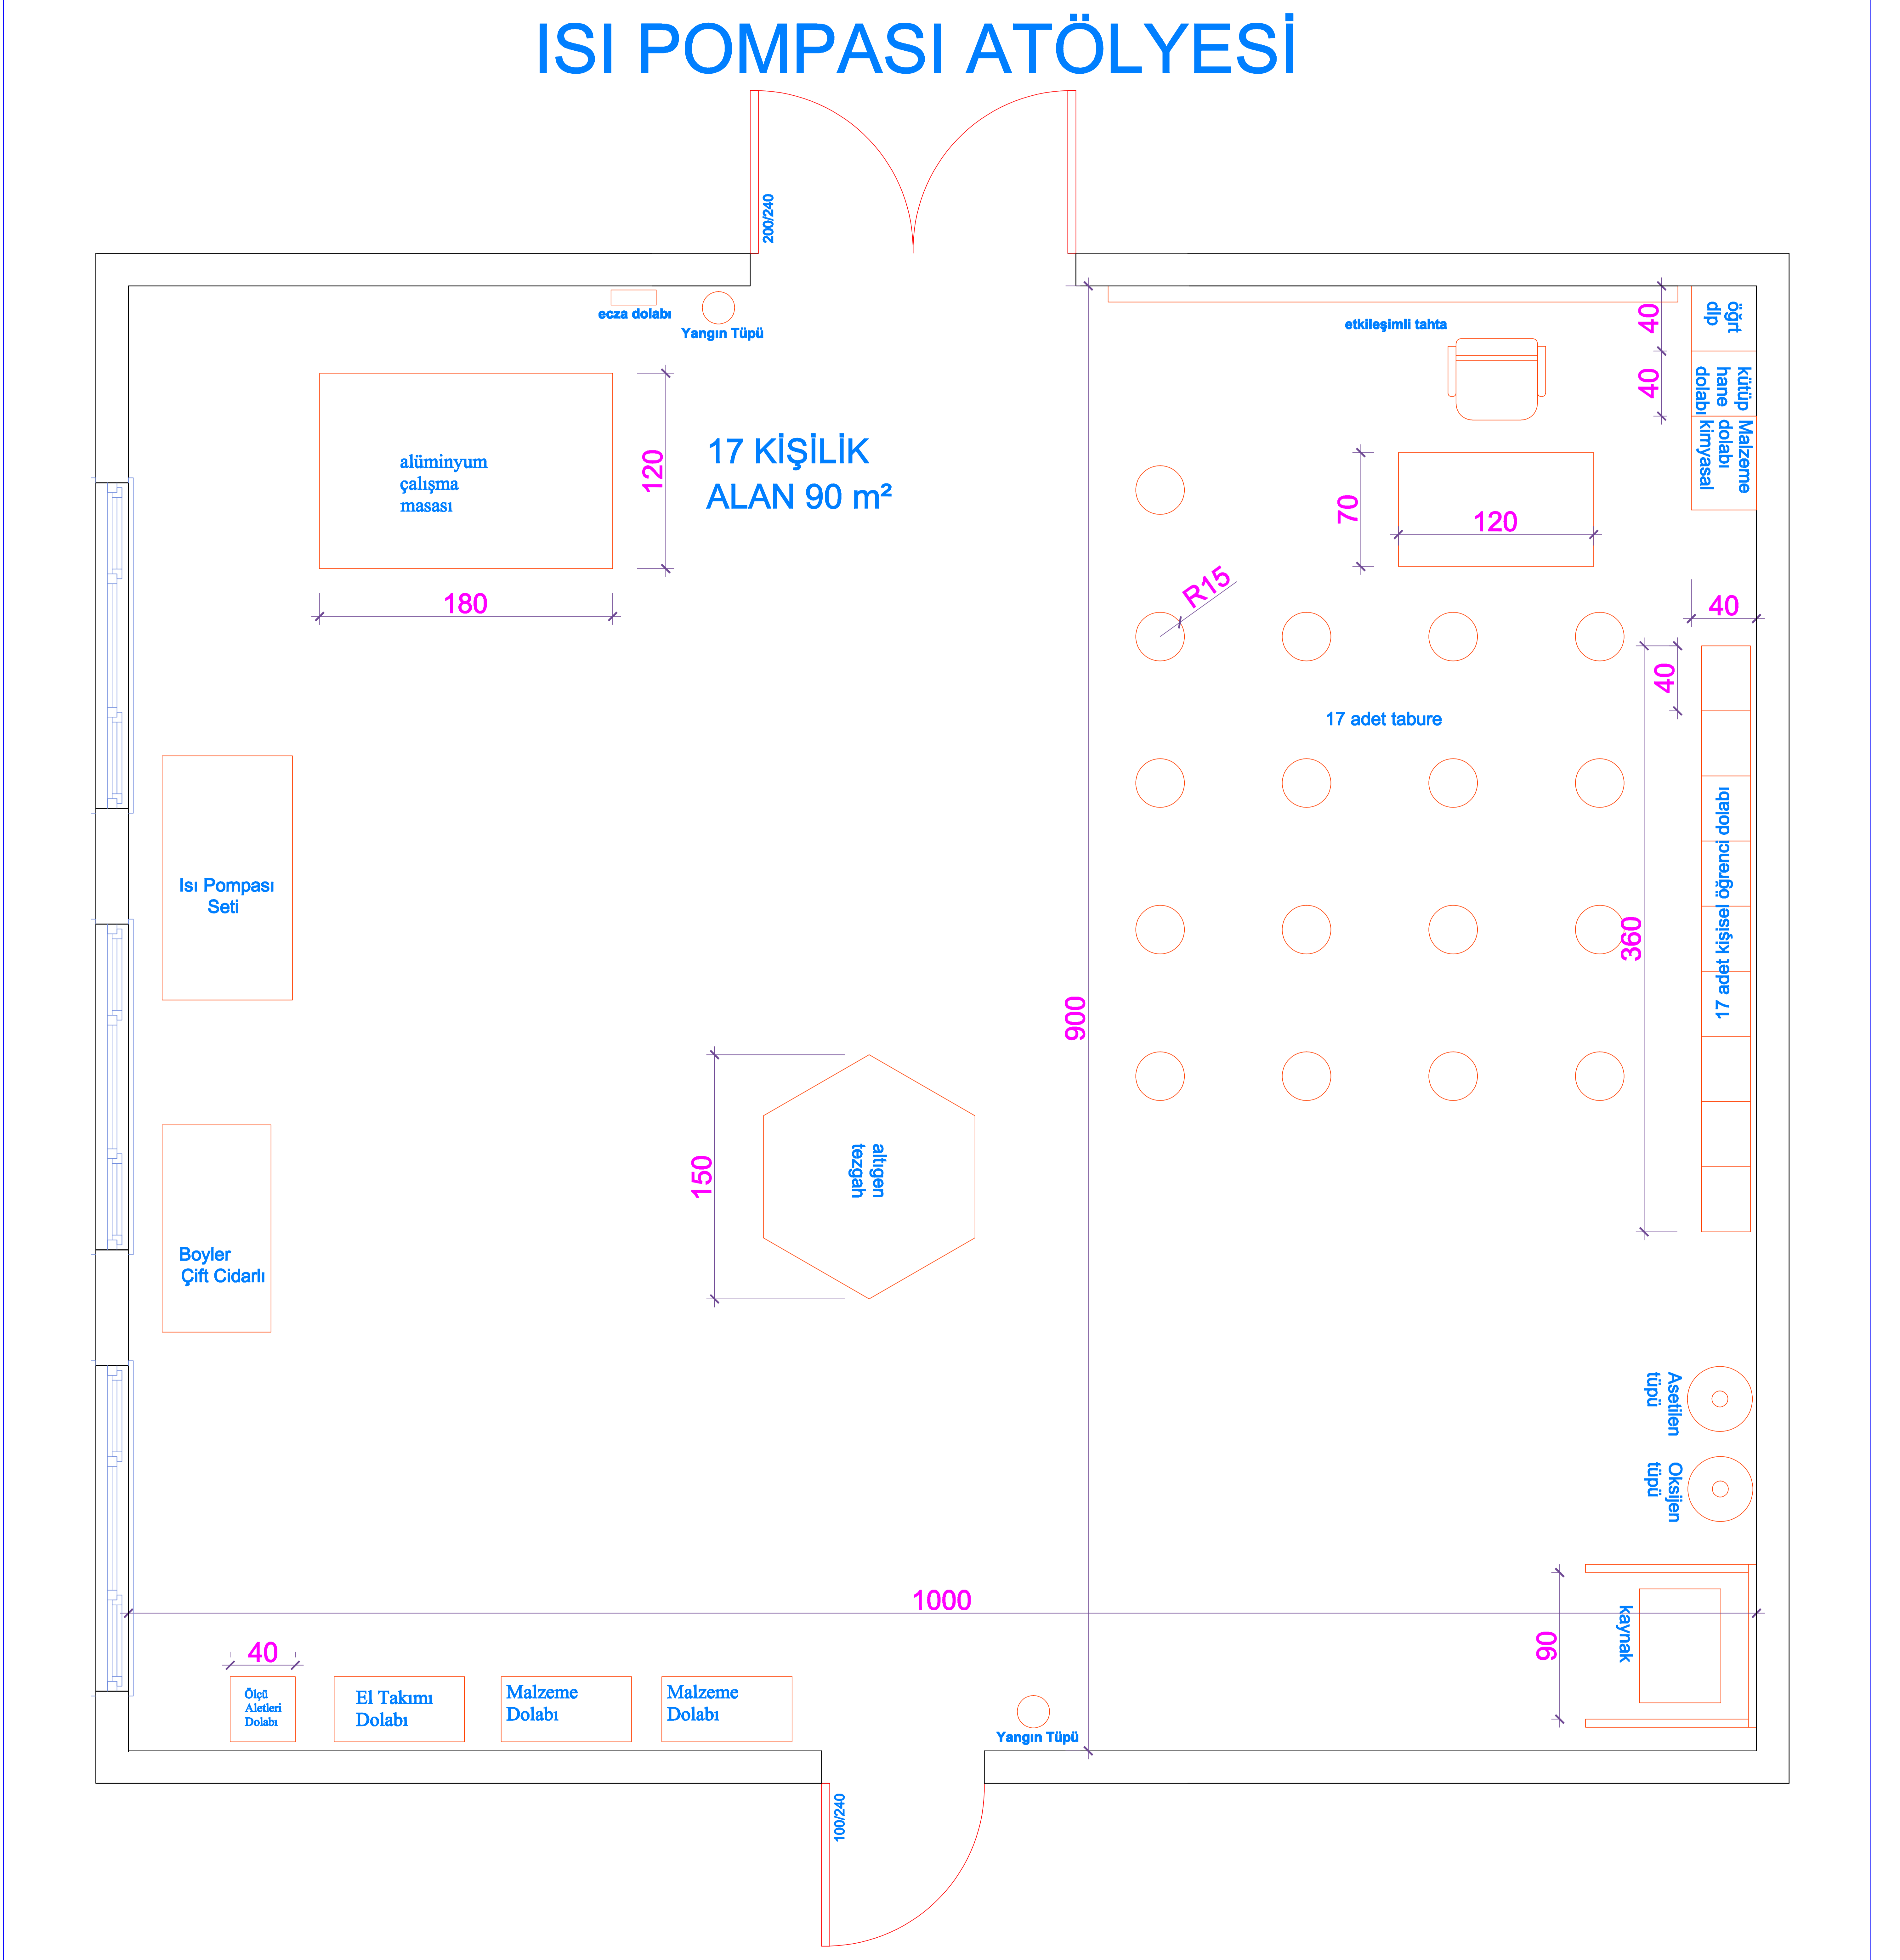 ISI POMPASI ATÖLYESİ
200/240
ecza dolabı
Yangın Tüpü
etkileşimli tahta
40
öğrt
dlp
40
kütüp
hane
dolabı
Malzeme
dolabı
kimyasal
alüminyum
çalışma
masası
120
180
17 KİŞİLİK
ALAN 90 m²
70
120
R15
40
40
17 adet tabure
17 adet kişisel öğrenci dolabı
360
Isı Pompası
Seti
900
150
altıgen
tezgah
Boyler
Çift Cidarlı
Asetilen
tüpü
Oksijen
tüpü
1000
kaynak
90
40
Ölçü
Aletleri
Dolabı
El Takımı
Dolabı
Malzeme
Dolabı
Malzeme
Dolabı
Yangın Tüpü
100/240